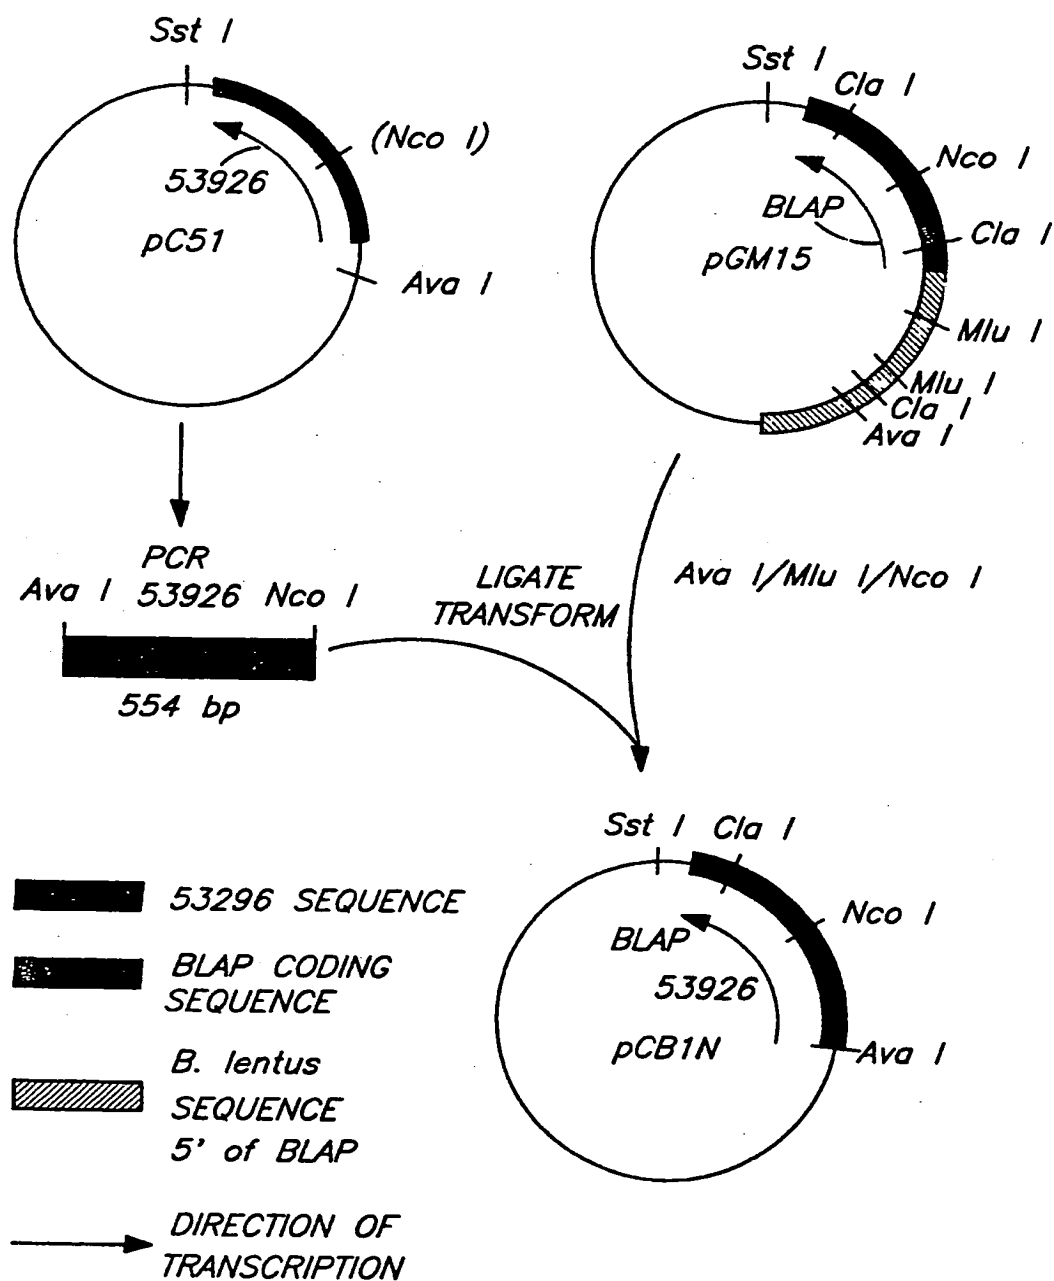 Sst I
(Nco I)
53926
pC51
Ava I
Sst I
Cla I
Nco I
BLAP
Cla I
pGM15
Mlu I
Mlu I
Cla I
Ava I
PCR
Ava I 53926 Nco I
554 bp
LIGATE
TRANSFORM
Ava I/Mlu I/Nco I
Sst I
Cla I
Nco I
BLAP
53926
pCB1N
Ava I
53296 SEQUENCE
BLAP CODING
SEQUENCE
B. lentus
SEQUENCE
5' of BLAP
DIRECTION OF
TRANSCRIPTION